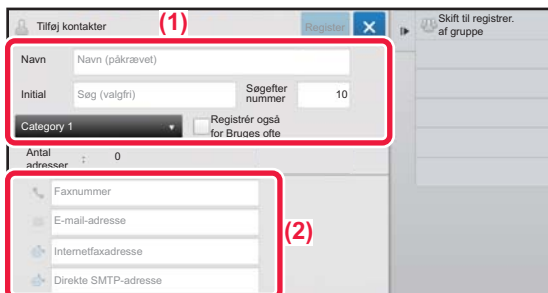 Tilføj kontakter
(1)
Register
Skift til registrer.
af gruppe
Navn
Navn (påkrævet)
Initial
Søg (valgfri)
Søgefter
nummer
10
Category 1
Registrér også
for Bruges ofte
Antal
adresser
:
0
Faxnummer
E-mail-adresse
(2)
Internetfaxadresse
Direkte SMTP-adresse